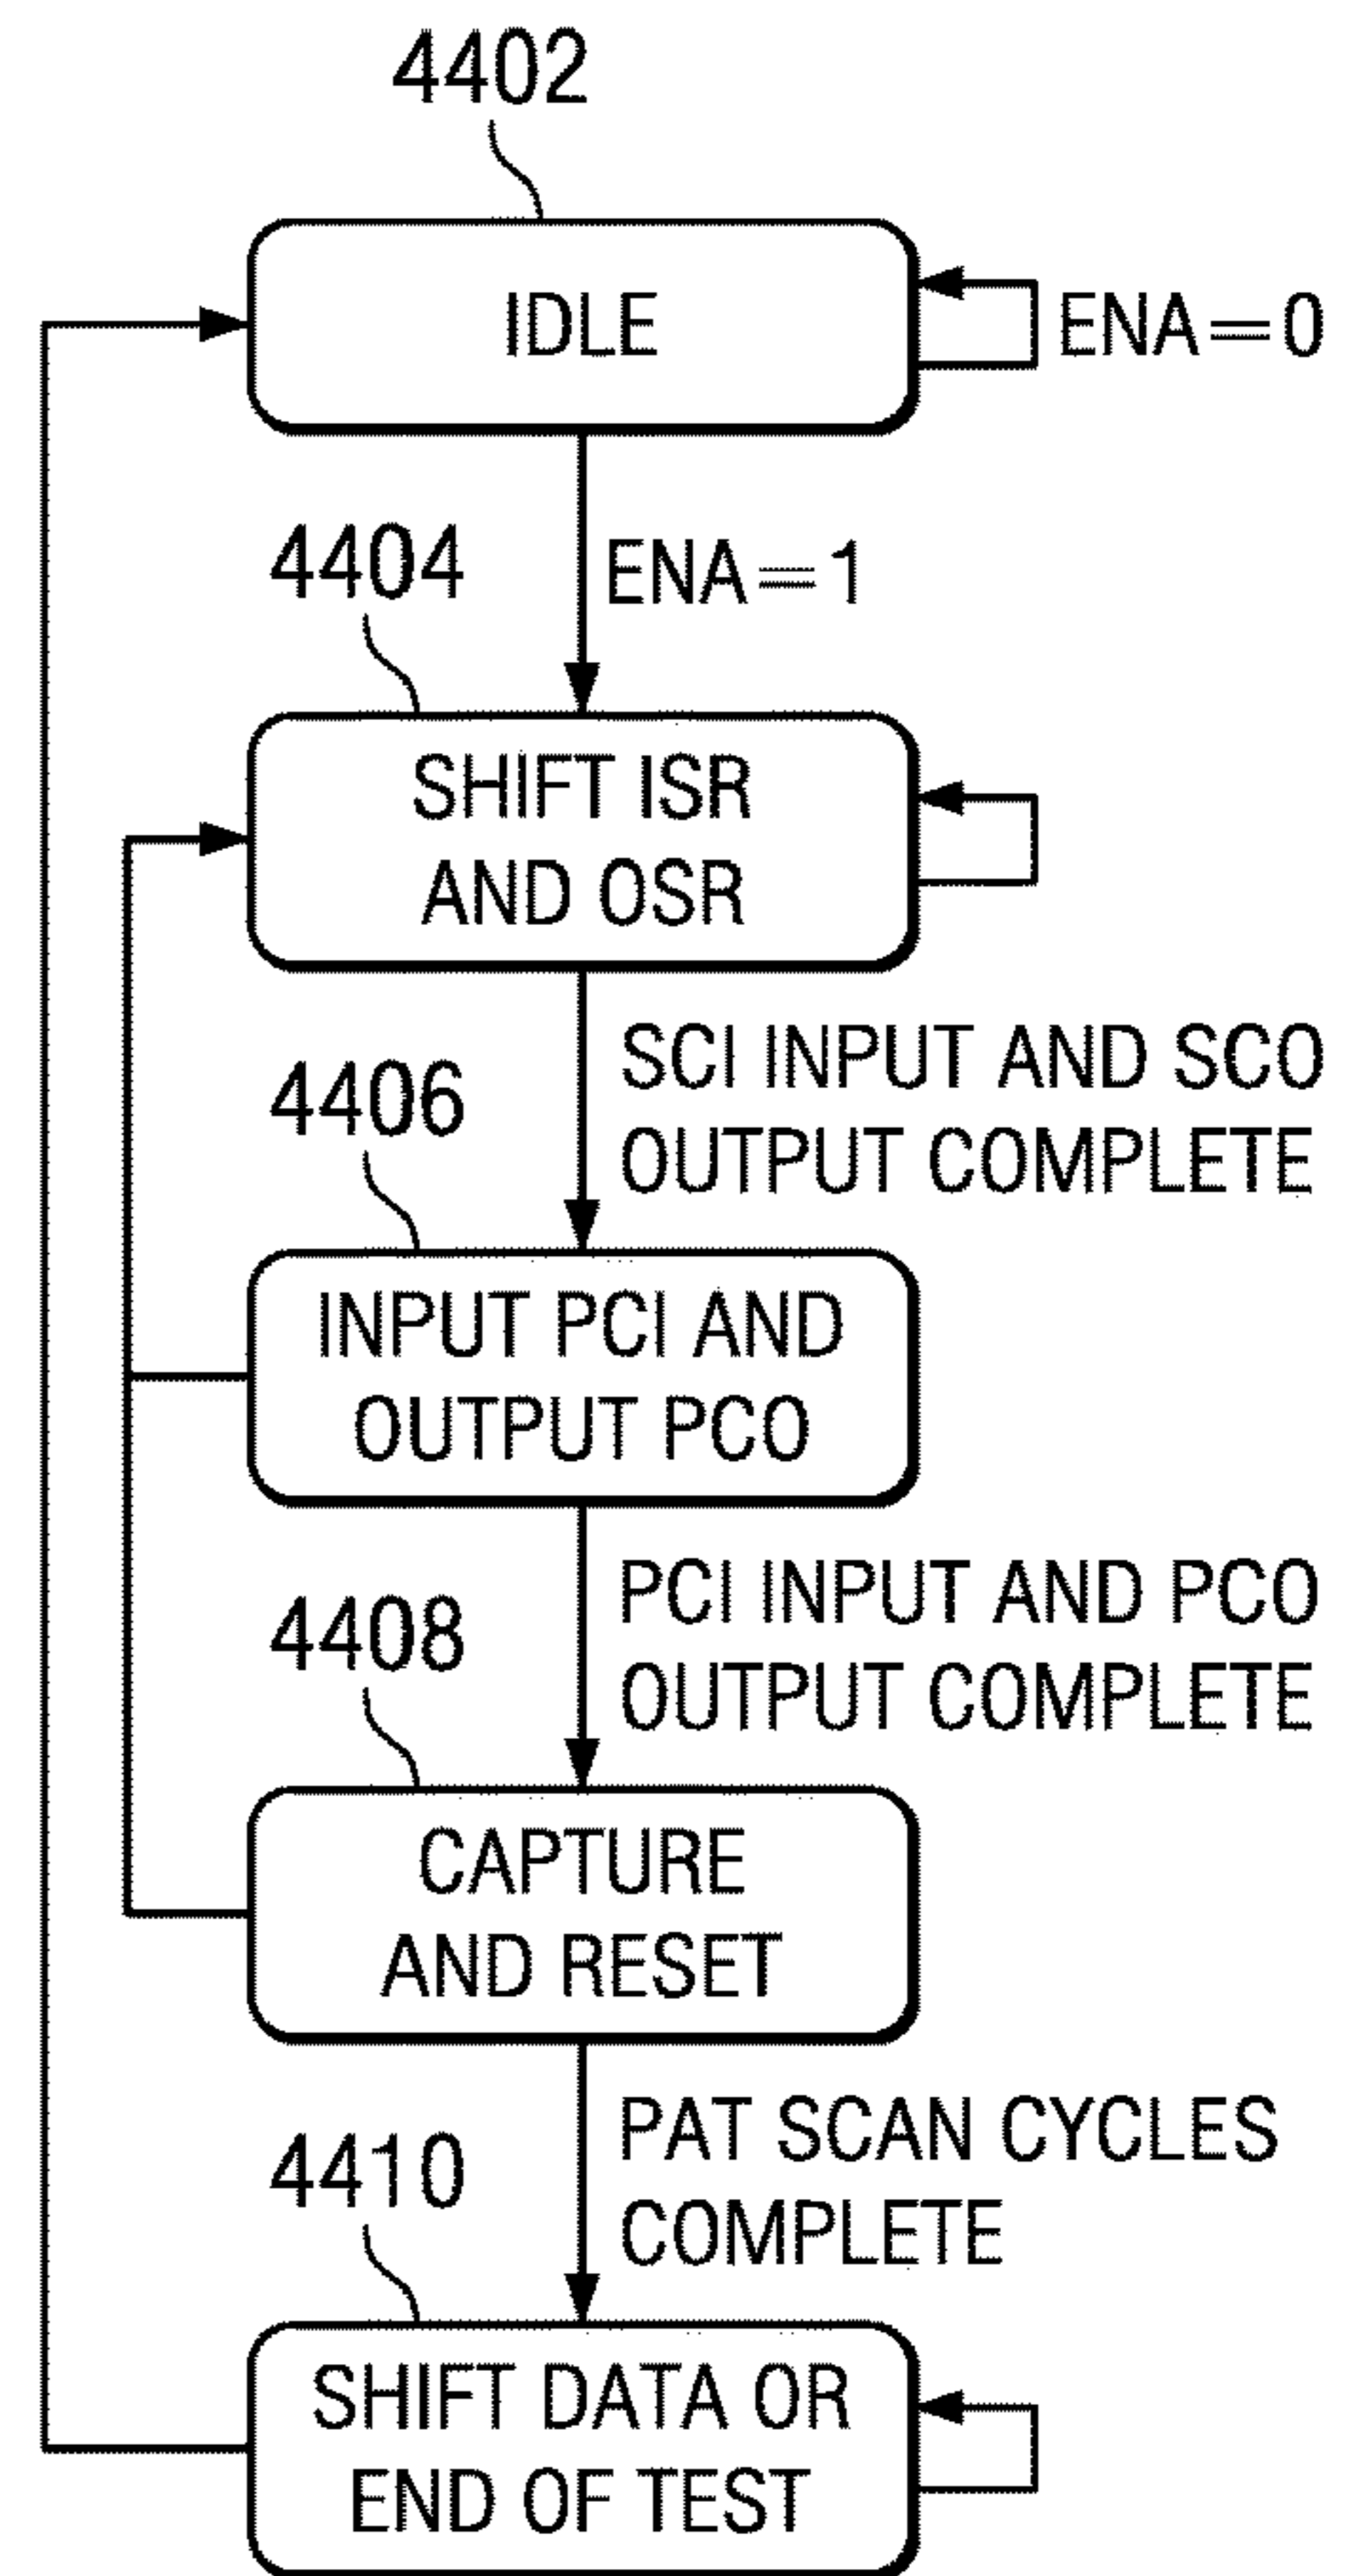 4402
IDLE
ENA=0
4404
ENA=1
SHIFT ISR
AND OSR
4406
SCI INPUT AND SCO
OUTPUT COMPLETE
INPUT PCI AND
OUTPUT PCO
4408
PCI INPUT AND PCO
OUTPUT COMPLETE
CAPTURE
AND RESET
4410
PAT SCAN CYCLES
COMPLETE
SHIFT DATA OR
END OF TEST